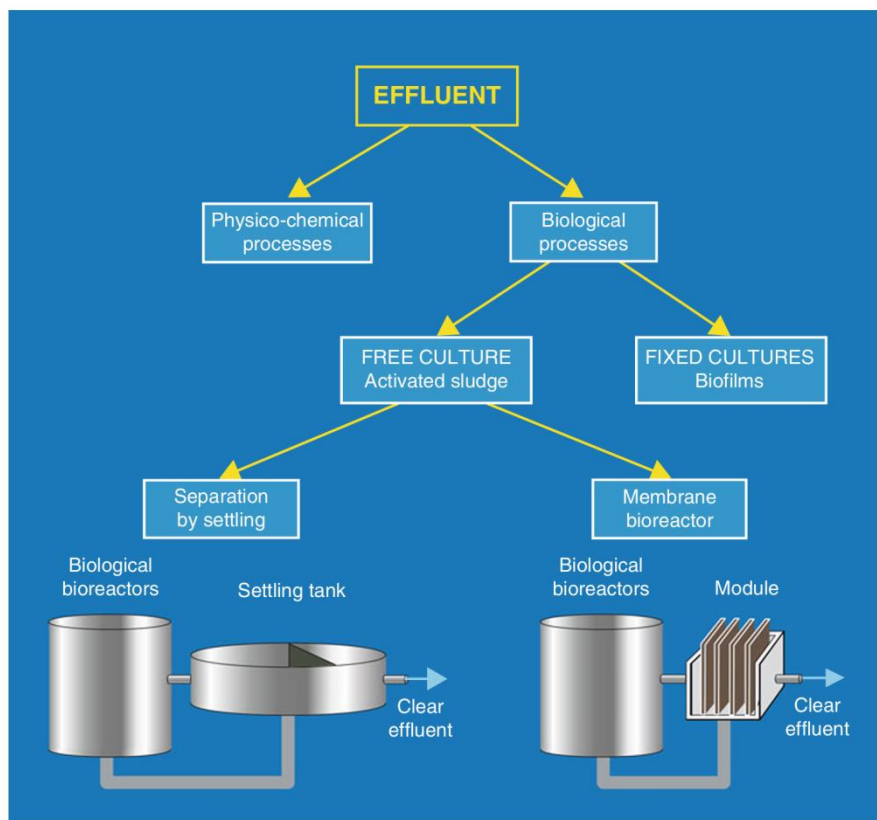 EFFLUENT
Physico-chemical
processes
Biological
processes
FREE CULTURE
Activated sludge
FIXED CULTURES
Biofilms
Separation
by settling
Membrane
bioreactor
Biological
bioreactors
Settling tank
Clear
effluent
Biological
bioreactors
Module
Clear
effluent